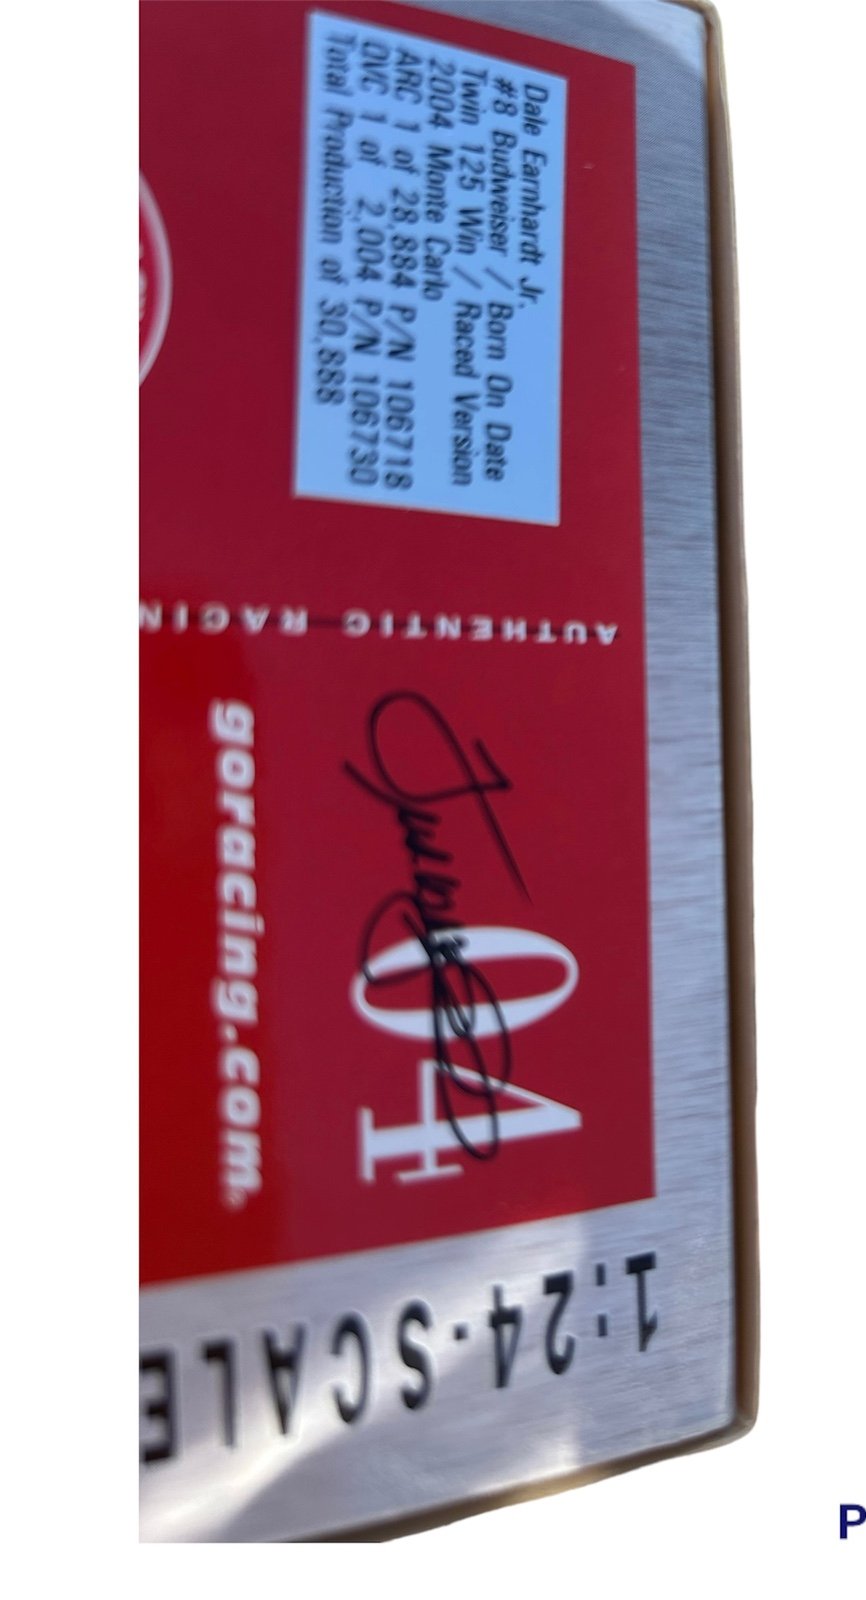 Dale Earnhardt Jr.
#8 Budweiser / Born On Date
Twin 125 Win / Raced Version
2004 Monte Carlo
ARC 1 of 28,884 P/N 106718
QVC 1 of 2,004 P/N 106730
Total Production of 30,888
AUTHENTIC RACIN
04
goracing.com
1:24-SCALE
P